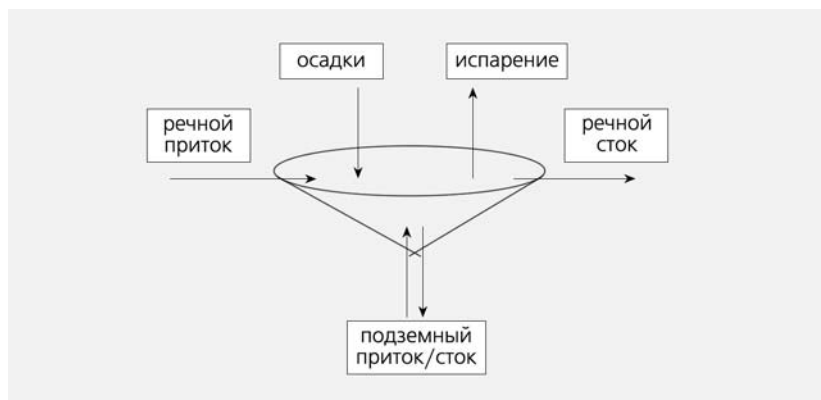 осадки
испарение
речной
приток
речной
сток
подземный
приток/сток